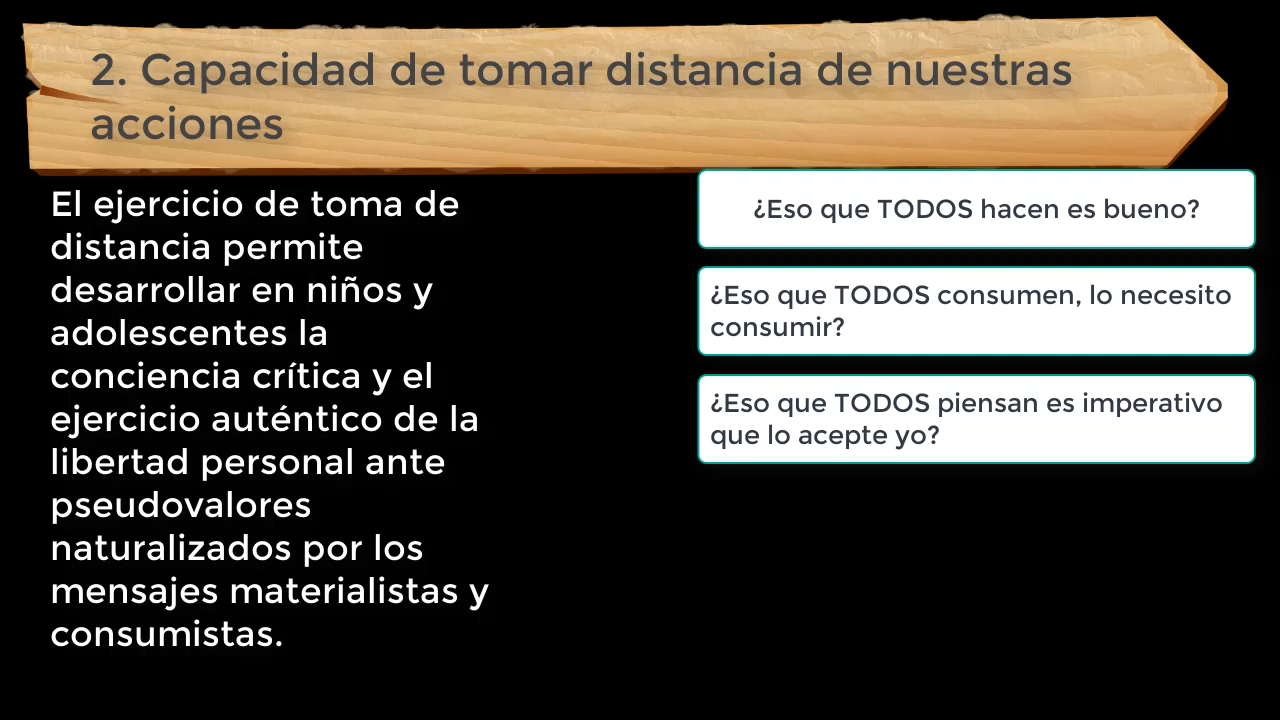 2. Capacidad de tomar distancia de nuestras
acciones
El ejercicio de toma de
distancia permite
desarrollar en niños y
adolescentes la
conciencia crítica y el
ejercicio auténtico de la
libertad personal ante
pseudovalores
naturalizados por los
mensajes materialistas y
consumistas.
¿Eso que TODOS hacen es bueno?
¿Eso que TODOS consumen, lo necesito
consumir?
¿Eso que TODOS piensan es imperativo
que lo acepte yo?